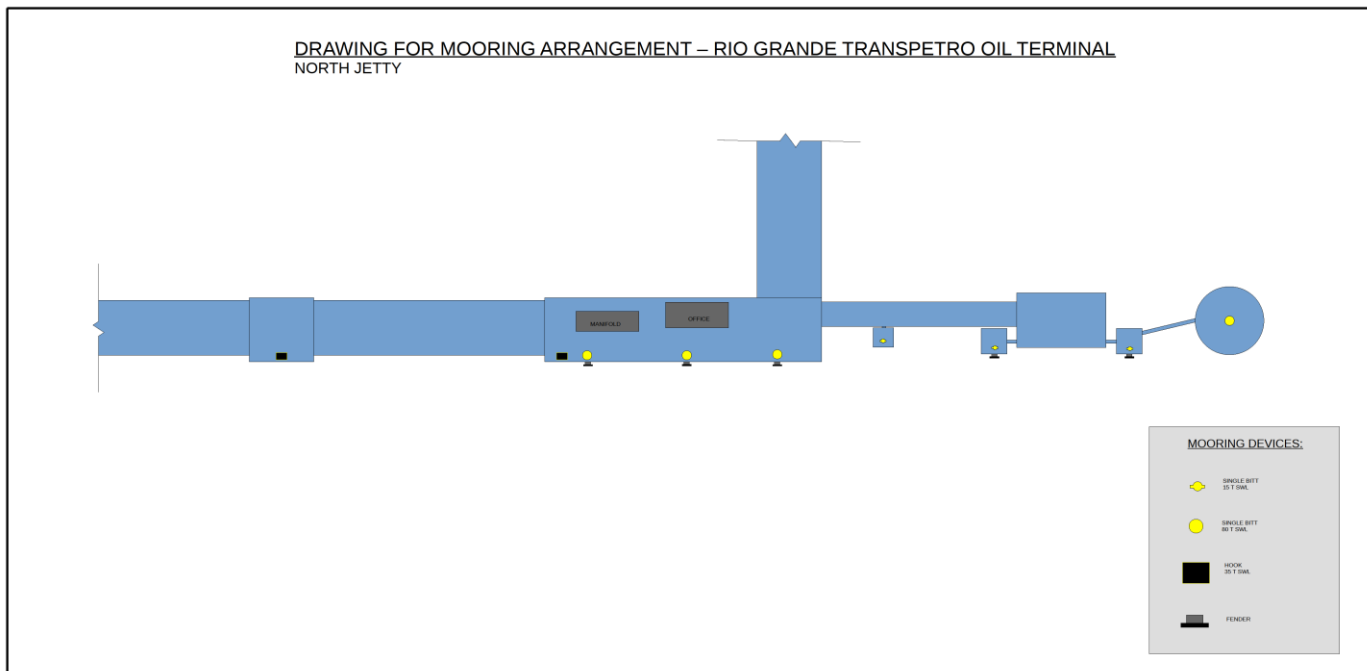 DRAWING FOR MOORING ARRANGEMENT – RIO GRANDE TRANSPETRO OIL TERMINAL
NORTH JETTY
MANIFOLD
OFFICE
MOORING DEVICES:
SINGLE BITT
15 T SWL
SINGLE BITT
80 T SWL
HOOK
35 T SWL
FENDER